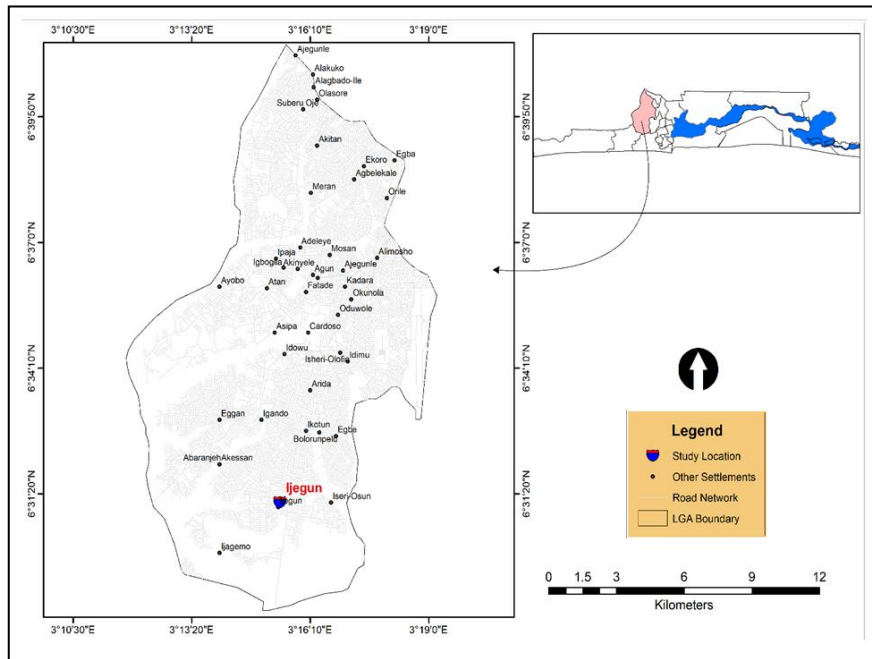 3°10'30"E 3°13'20"E 3°16'10"E 3°19'0"E
Ajegunle
Alakuko
Alagbado-Ile
Olasore
Suberu Oje
6°39'50"N
6°39'50"N
Akitan
Egba
Ekoro
Agbelekale
Meran
Orile
6°37'0"N
6°37'0"N
Adeleye
Mosan
Ipaja
Alimosho
Igbogila Akinyele
Agun
Ajegunle
Ayobo
Atan
Fatade
Kadara
Okunola
Oduwole
Asipa
Cardoso
Idowu
Isheri-Olofin
Idimu
6°34'10"N
6°34'10"N
Arida
Eggan
Igando
Ikotun
Bolorunpelu
Egbe
Abaranjeh Akessan
6°31'20"N
6°31'20"N
Ijegun
Iseri-Osun
Ijagemo
3°10'30"E 3°13'20"E 3°16'10"E 3°19'0"E
Legend
Study Location
Other Settlements
Road Network
LGA Boundary
0 1.5 3 6 9 12
Kilometers